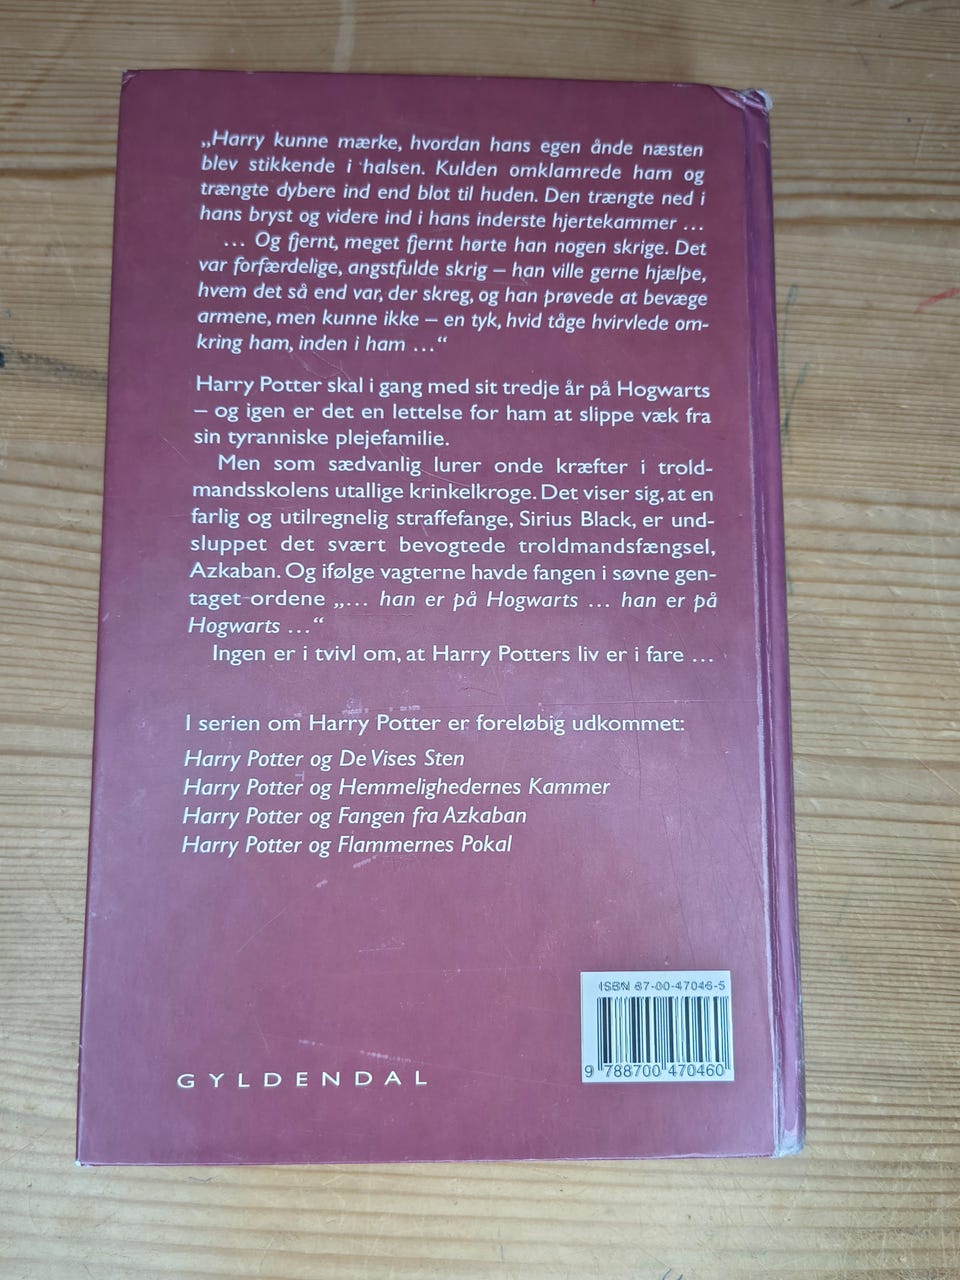 „Harry kunne mærke, hvordan hans egen ånde næsten
blev stikkende i halsen. Kulden omklamrede ham og
trængte dybere ind end blot til huden. Den trængte ned i
hans bryst og videre ind i hans inderste hjertekammer ...
... Og fjernt, meget fjernt hørte han nogen skrige. Det
var forfærdelige, angstfulde skrig – han ville gerne hjælpe,
hvem det så end var, der skreg, og han prøvede at bevæge
armene, men kunne ikke – en tyk, hvid tåge hvirvlede om-
kring ham, inden i ham ...“
Harry Potter skal i gang med sit tredje år på Hogwarts
– og igen er det en lettelse for ham at slippe væk fra
sin tyranniske plejefamilie.
Men som sædvanlig lurer onde kræfter i trold-
mandsskolens utallige krinkelkroge. Det viser sig, at en
farlig og utilregnelig straffefange, Sirius Black, er und-
sluppet det svært bevogtede troldmandsfængsel,
Azkaban. Og ifølge vagterne havde fangen i søvne gen-
taget ordene „... han er på Hogwarts ... han er på
Hogwarts ...“
Ingen er i tvivl om, at Harry Potters liv er i fare ...
I serien om Harry Potter er foreløbig udkommet:
Harry Potter og De Vises Sten
Harry Potter og Hemmelighedernes Kammer
Harry Potter og Fangen fra Azkaban
Harry Potter og Flammernes Pokal
ISBN 87-00-47046-5
9 788700 470460
GYLDENDAL